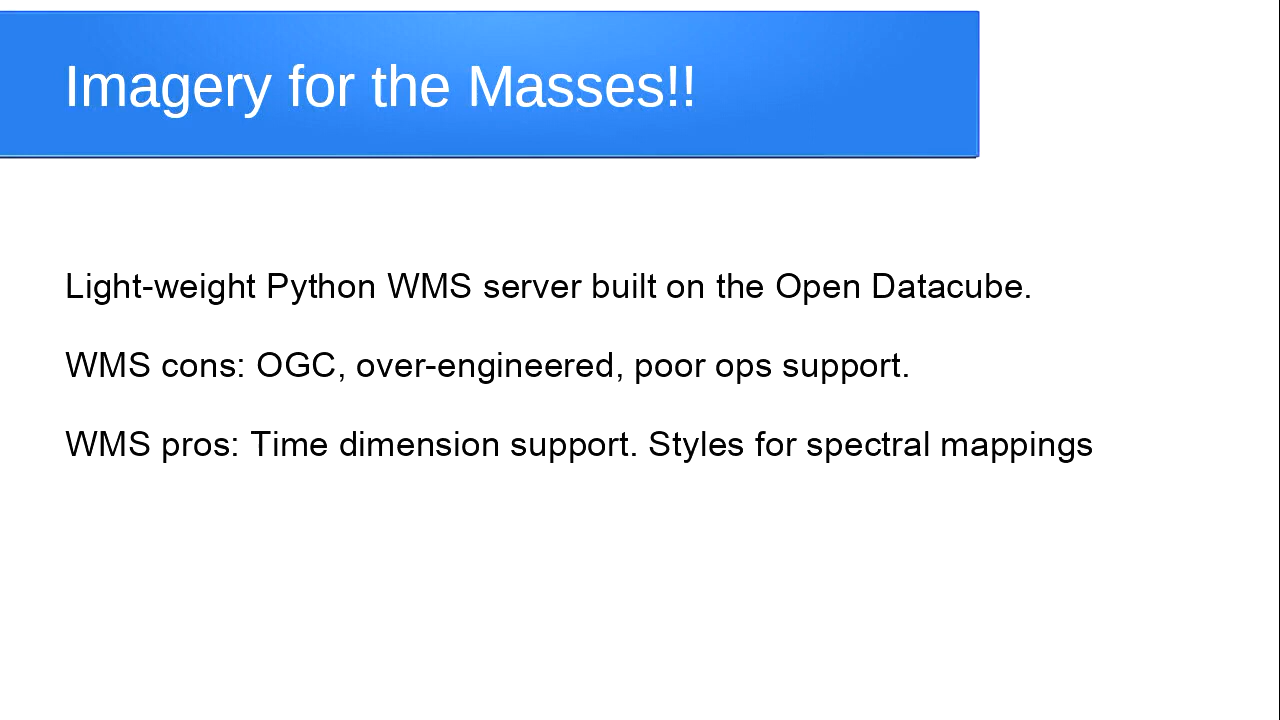 Imagery for the Masses!!
Light-weight Python WMS server built on the Open Datacube.
WMS cons: OGC, over-engineered, poor ops support.
WMS pros: Time dimension support. Styles for spectral mappings